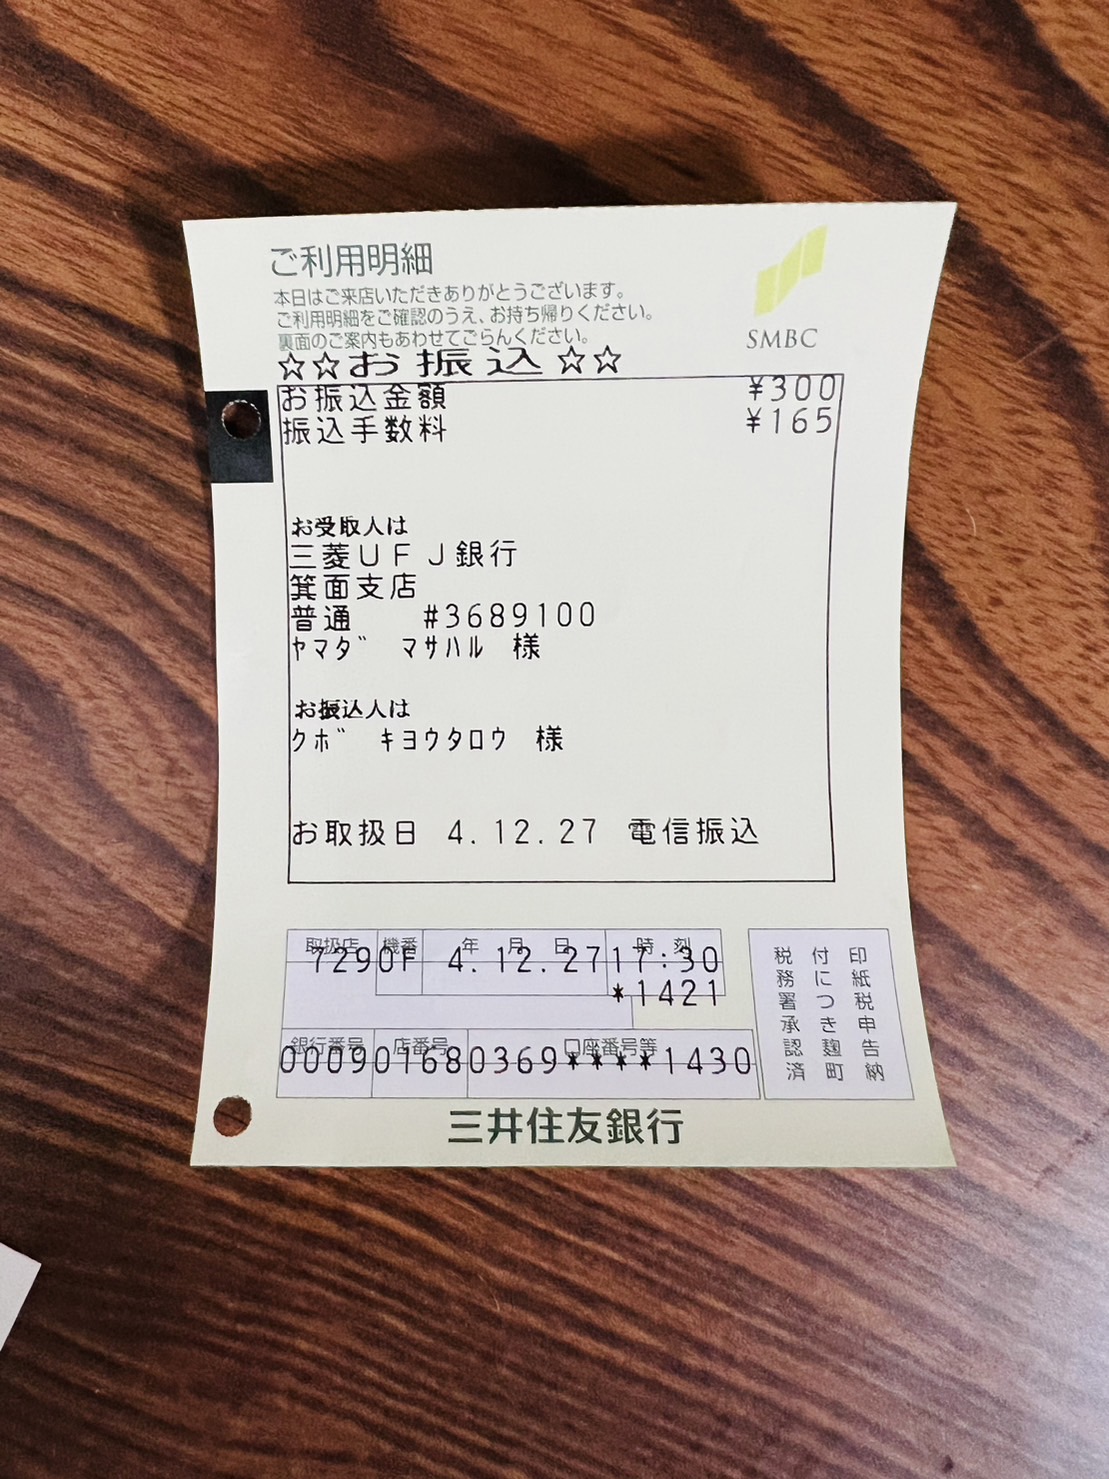 ご利用明細
本日はご来店いただきありがとうございます。
ご利用明細をご確認のうえ、お持ち帰りください。
裏面のご案内もあわせてごらんください。
SMBC
☆☆お振込☆☆
お振込金額 ¥300
振込手数料 ¥165
お受取人は
三菱UFJ銀行
箕面支店
普通 #3689100
ﾔﾏﾀﾞ ﾏｻﾊﾙ 様
お振込人は
ｸﾎﾞ ｷﾖｳﾀﾛｳ 様
お取扱日 4.12.27 電信振込
取扱店 機番 年 月 日 時 刻
7290F 4.12.27 17:30
*1421
銀行番号 店番号 口座番号等
0009 0168 0369****1430
印紙税申告納
付につき麹町
税務署承認済
三井住友銀行